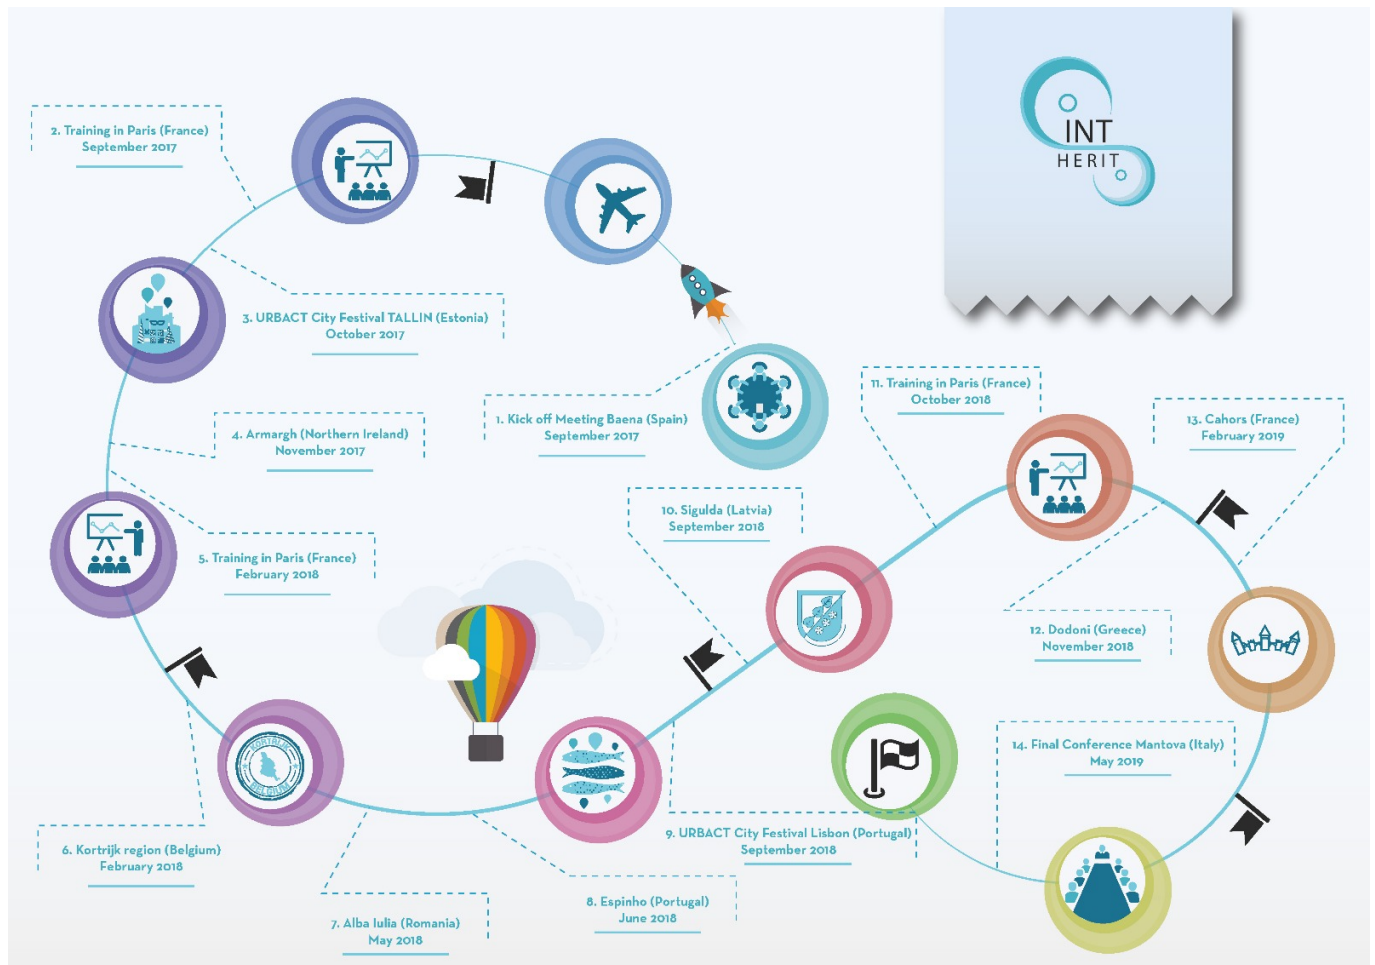 INT
HERIT
2. Training in Paris (France)
September 2017
3. URBACT City Festival TALLIN (Estonia)
October 2017
1. Kick off Meeting Baena (Spain)
September 2017
4. Armargh (Northern Ireland)
November 2017
5. Training in Paris (France)
February 2018
6. Kortrijk region (Belgium)
February 2018
KORTRIJK
BELGIUM
7. Alba Iulia (Romania)
May 2018
8. Espinho (Portugal)
June 2018
9. URBACT City Festival Lisbon (Portugal)
September 2018
10. Sigulda (Latvia)
September 2018
11. Training in Paris (France)
October 2018
12. Dodoni (Greece)
November 2018
13. Cahors (France)
February 2019
14. Final Conference Mantova (Italy)
May 2019